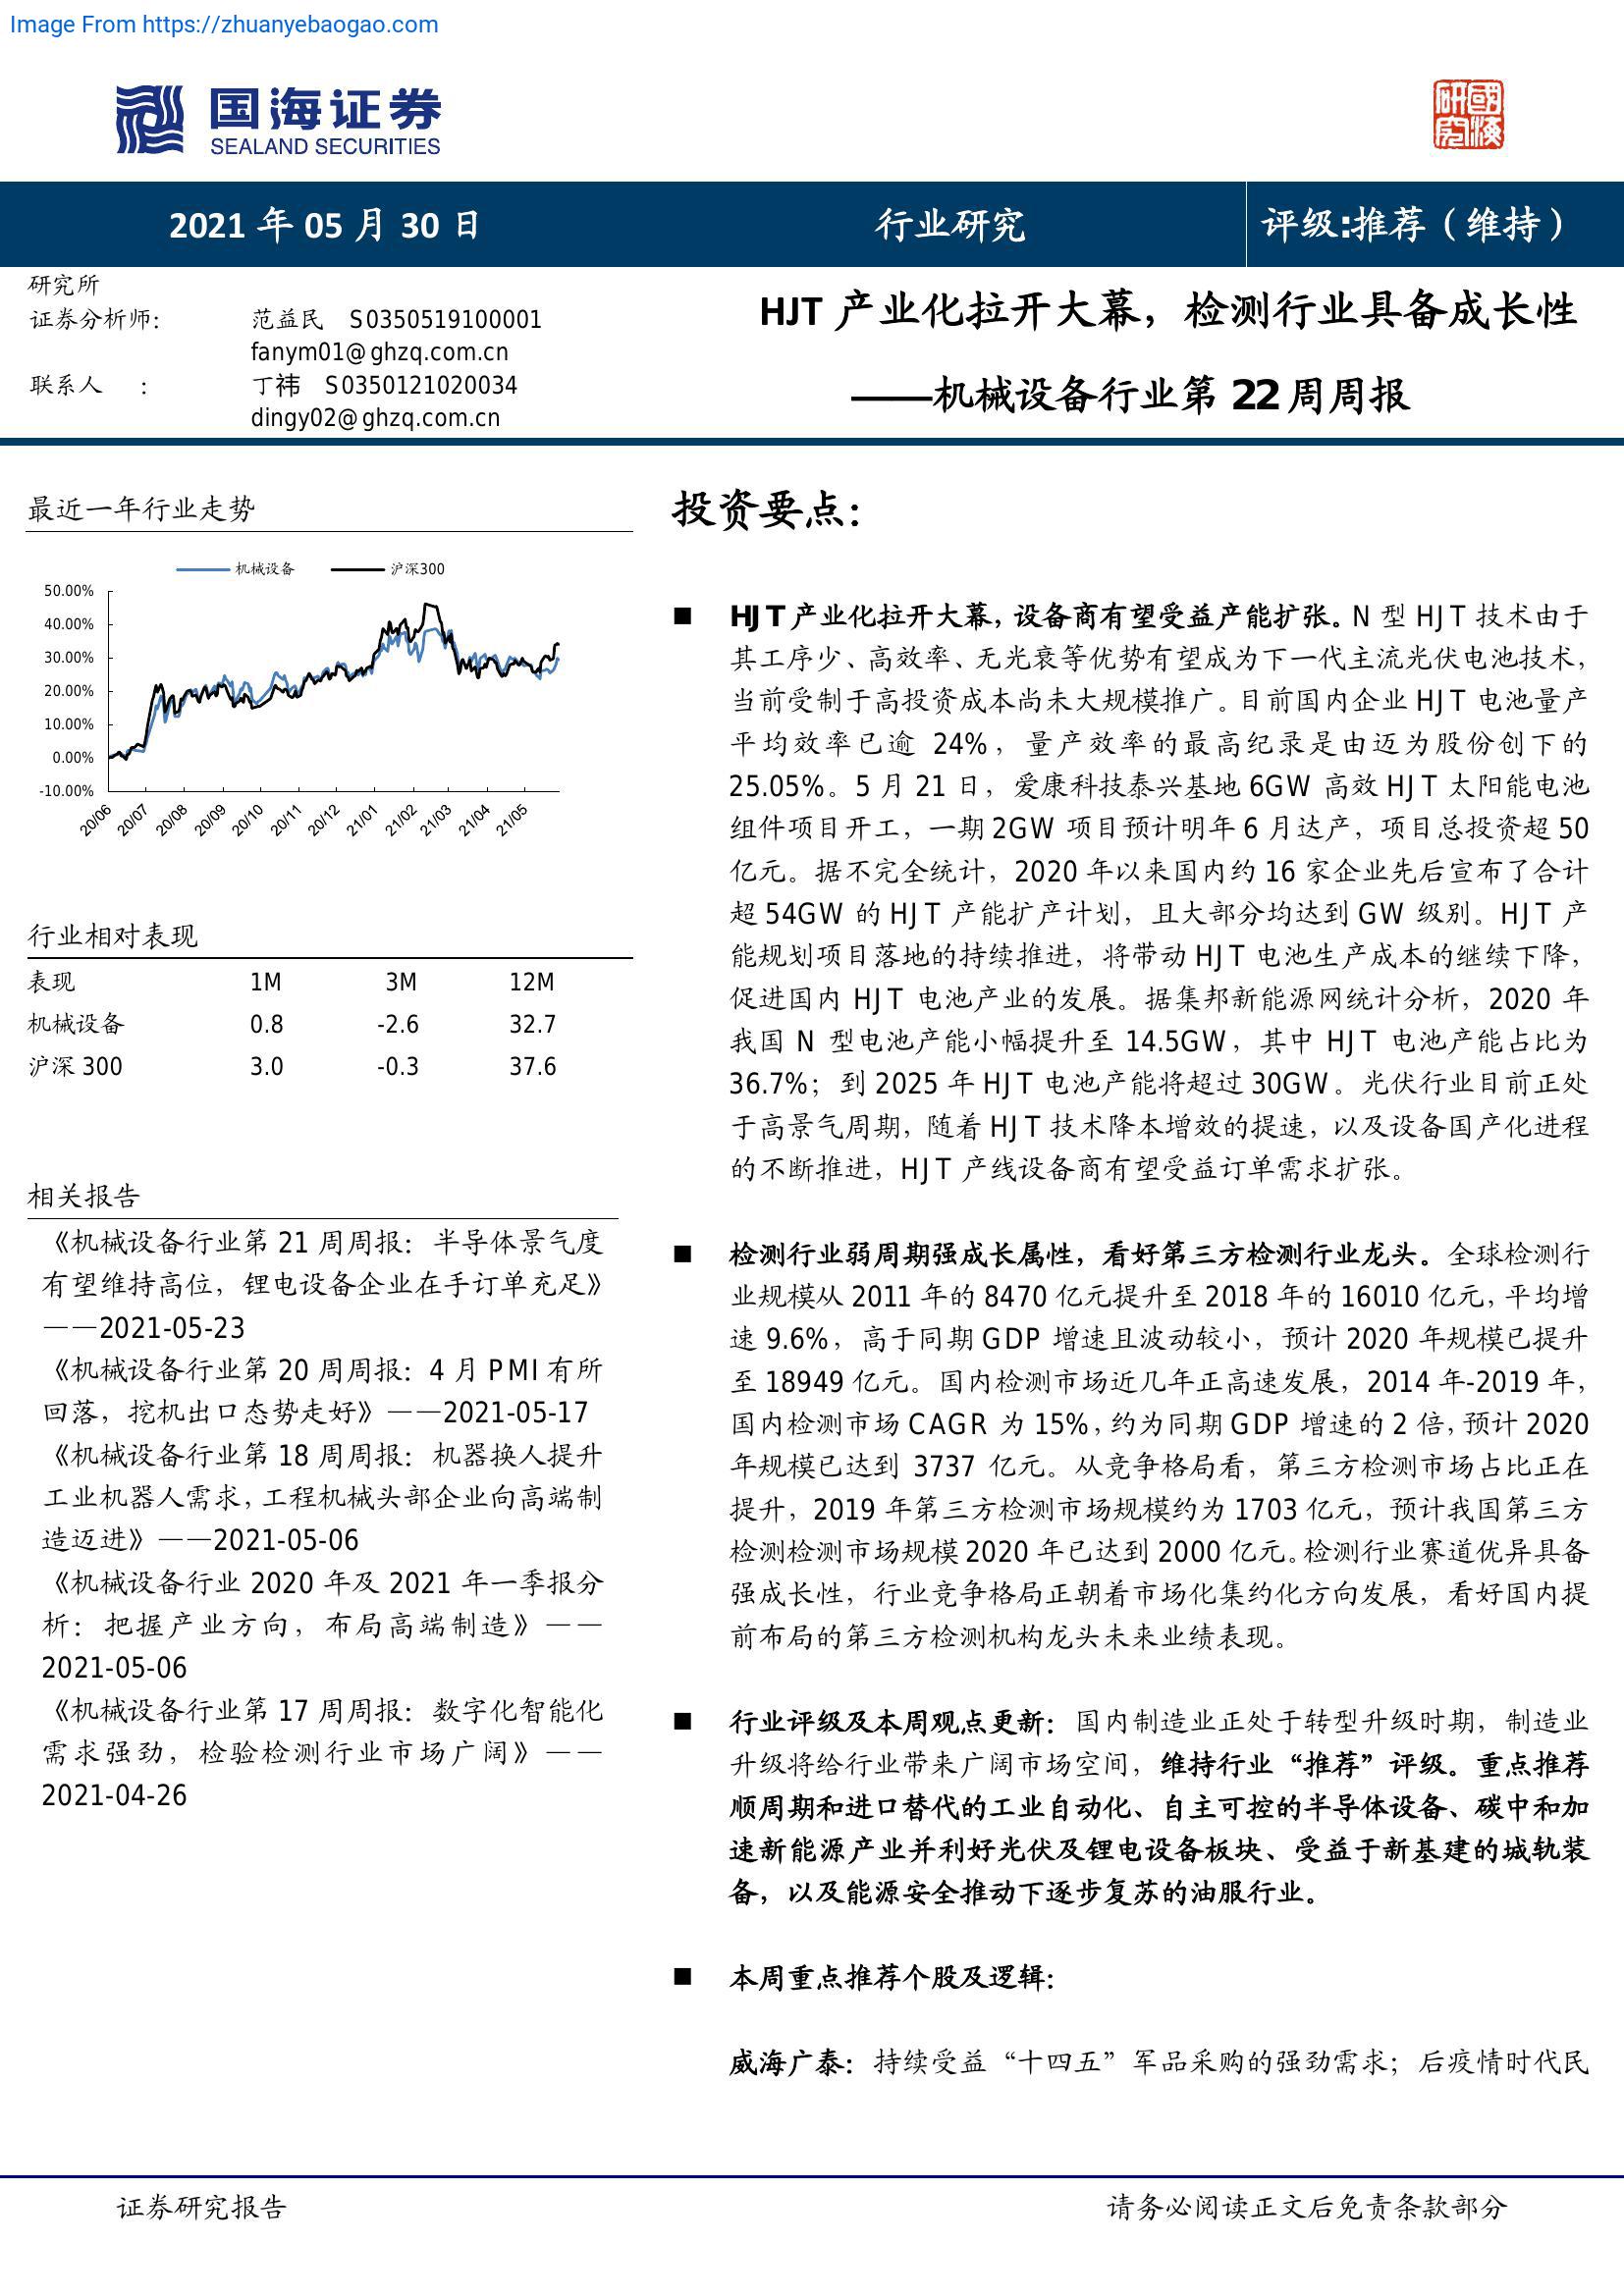 Image From https://zhuanyebaogao.com
国海证券
SEALAND SECURITIES
國海研究
2021 年 05 月 30 日
行业研究
评级:推荐（维持）
研究所
证券分析师：
范益民 S0350519100001
fanym01@ghzq.com.cn
联系人 ：
丁祎 S0350121020034
dingy02@ghzq.com.cn
HJT 产业化拉开大幕，检测行业具备成长性
——机械设备行业第 22 周周报
最近一年行业走势
机械设备
沪深300
50.00%
40.00%
30.00%
20.00%
10.00%
0.00%
-10.00%
20/06
20/07
20/08
20/09
20/10
20/11
20/12
21/01
21/02
21/03
21/04
21/05
行业相对表现
表现 1M 3M 12M
机械设备 0.8 -2.6 32.7
沪深 300 3.0 -0.3 37.6
相关报告
《机械设备行业第 21 周周报：半导体景气度
有望维持高位，锂电设备企业在手订单充足》
——2021-05-23
《机械设备行业第 20 周周报：4 月 PMI 有所
回落，挖机出口态势走好》——2021-05-17
《机械设备行业第 18 周周报：机器换人提升
工业机器人需求，工程机械头部企业向高端制
造迈进》——2021-05-06
《机械设备行业 2020 年及 2021 年一季报分
析：把握产业方向，布局高端制造》——
2021-05-06
《机械设备行业第 17 周周报：数字化智能化
需求强劲，检验检测行业市场广阔》——
2021-04-26
投资要点：
■ HJT 产业化拉开大幕，设备商有望受益产能扩张。N 型 HJT 技术由于
其工序少、高效率、无光衰等优势有望成为下一代主流光伏电池技术，
当前受制于高投资成本尚未大规模推广。目前国内企业 HJT 电池量产
平均效率已逾 24%，量产效率的最高纪录是由迈为股份创下的
25.05%。5 月 21 日，爱康科技泰兴基地 6GW 高效 HJT 太阳能电池
组件项目开工，一期 2GW 项目预计明年 6 月达产，项目总投资超 50
亿元。据不完全统计，2020 年以来国内约 16 家企业先后宣布了合计
超 54GW 的 HJT 产能扩产计划，且大部分均达到 GW 级别。HJT 产
能规划项目落地的持续推进，将带动 HJT 电池生产成本的继续下降，
促进国内 HJT 电池产业的发展。据集邦新能源网统计分析，2020 年
我国 N 型电池产能小幅提升至 14.5GW，其中 HJT 电池产能占比为
36.7%；到 2025 年 HJT 电池产能将超过 30GW。光伏行业目前正处
于高景气周期，随着 HJT 技术降本增效的提速，以及设备国产化进程
的不断推进，HJT 产线设备商有望受益订单需求扩张。
■ 检测行业弱周期强成长属性，看好第三方检测行业龙头。全球检测行
业规模从 2011 年的 8470 亿元提升至 2018 年的 16010 亿元，平均增
速 9.6%，高于同期 GDP 增速且波动较小，预计 2020 年规模已提升
至 18949 亿元。国内检测市场近几年正高速发展，2014 年-2019 年，
国内检测市场 CAGR 为 15%，约为同期 GDP 增速的 2 倍，预计 2020
年规模已达到 3737 亿元。从竞争格局看，第三方检测市场占比正在
提升，2019 年第三方检测市场规模约为 1703 亿元，预计我国第三方
检测检测市场规模 2020 年已达到 2000 亿元。检测行业赛道优异具备
强成长性，行业竞争格局正朝着市场化集约化方向发展，看好国内提
前布局的第三方检测机构龙头未来业绩表现。
■ 行业评级及本周观点更新：国内制造业正处于转型升级时期，制造业
升级将给行业带来广阔市场空间，维持行业“推荐”评级。重点推荐
顺周期和进口替代的工业自动化、自主可控的半导体设备、碳中和加
速新能源产业并利好光伏及锂电设备板块、受益于新基建的城轨装
备，以及能源安全推动下逐步复苏的油服行业。
■ 本周重点推荐个股及逻辑：
威海广泰：持续受益“十四五”军品采购的强劲需求；后疫情时代民
证券研究报告
请务必阅读正文后免责条款部分